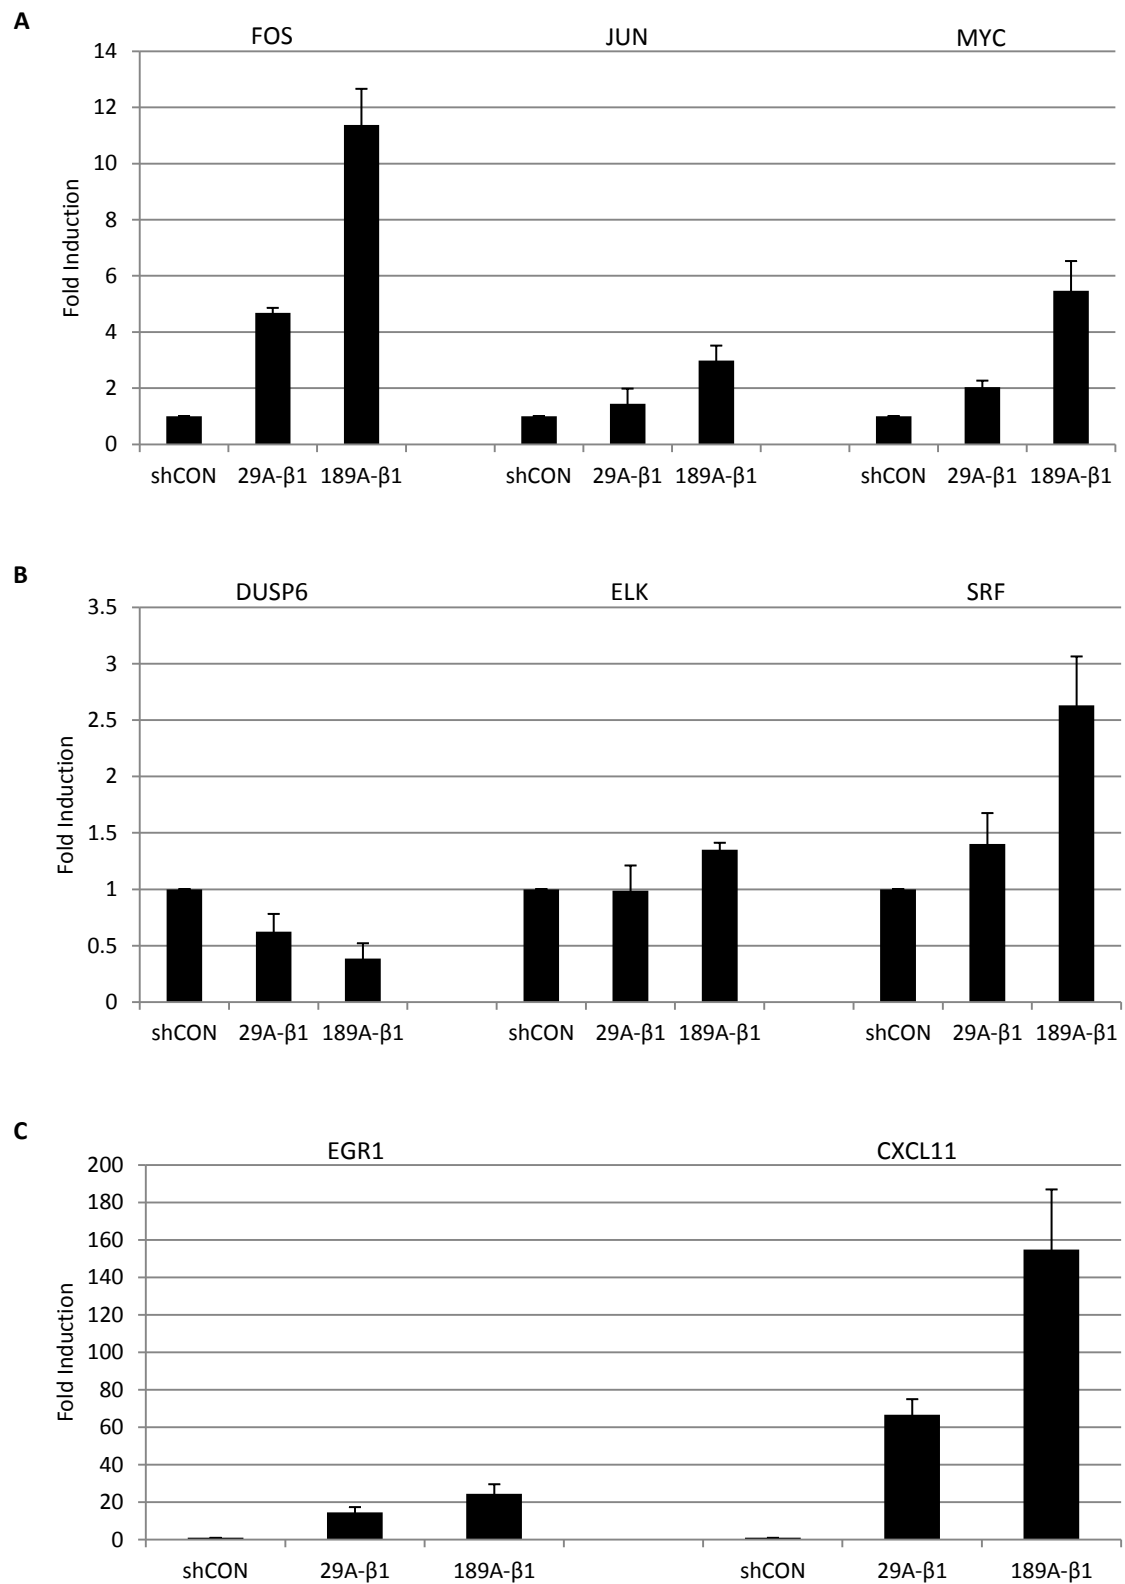 A
FOS JUN MYC
14
12
10
8
6
4
2
0
Fold Induction
shCON 29A-β1 189A-β1 shCON 29A-β1 189A-β1 shCON 29A-β1 189A-β1
B
DUSP6 ELK SRF
3.5
3
2.5
2
1.5
1
0.5
0
Fold Induction
shCON 29A-β1 189A-β1 shCON 29A-β1 189A-β1 shCON 29A-β1 189A-β1
C
EGR1 CXCL11
200
180
160
140
120
100
80
60
40
20
0
Fold Induction
shCON 29A-β1 189A-β1 shCON 29A-β1 189A-β1